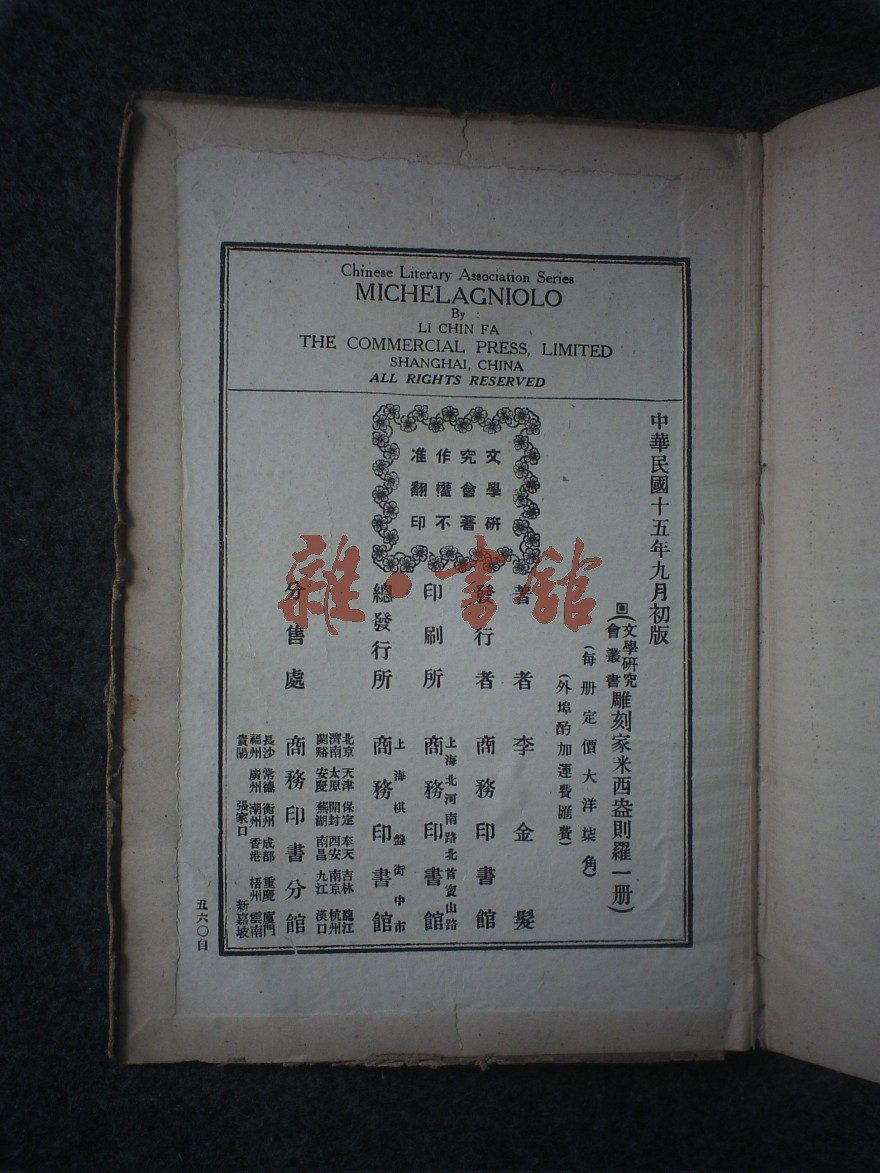 Chinese Literary Association Series
MICHELAGNIOLO
By :
LI CHIN FA
THE COMMERCIAL PRESS, LIMITED
SHANGHAI, CHINA
ALL RIGHTS RESERVED
中華民國十五年九月初版
(文學研究會叢書 雕刻家米西盎則羅一册)
(每册定價大洋柒角)
(外埠酌加運費匯費)
文學研
究會著
作權不
准翻印
著者 李金髮
發行者 商務印書館
印刷所 上海北河南路北首寶山路 商務印書館
總發行所 上海棋盤街中市 商務印書館
分售處 商務印書分館
北京 天津 保定 奉天 吉林 龍江
濟南 太原 開封 西安 南京 杭州
蘭谿 安慶 蕪湖 南昌 九江 漢口
長沙 常德 衡州 成都 重慶 廈門
福州 廣州 潮州 香港 梧州 雲南
貴陽 張家口 新嘉坡
五六〇白
雜·書館